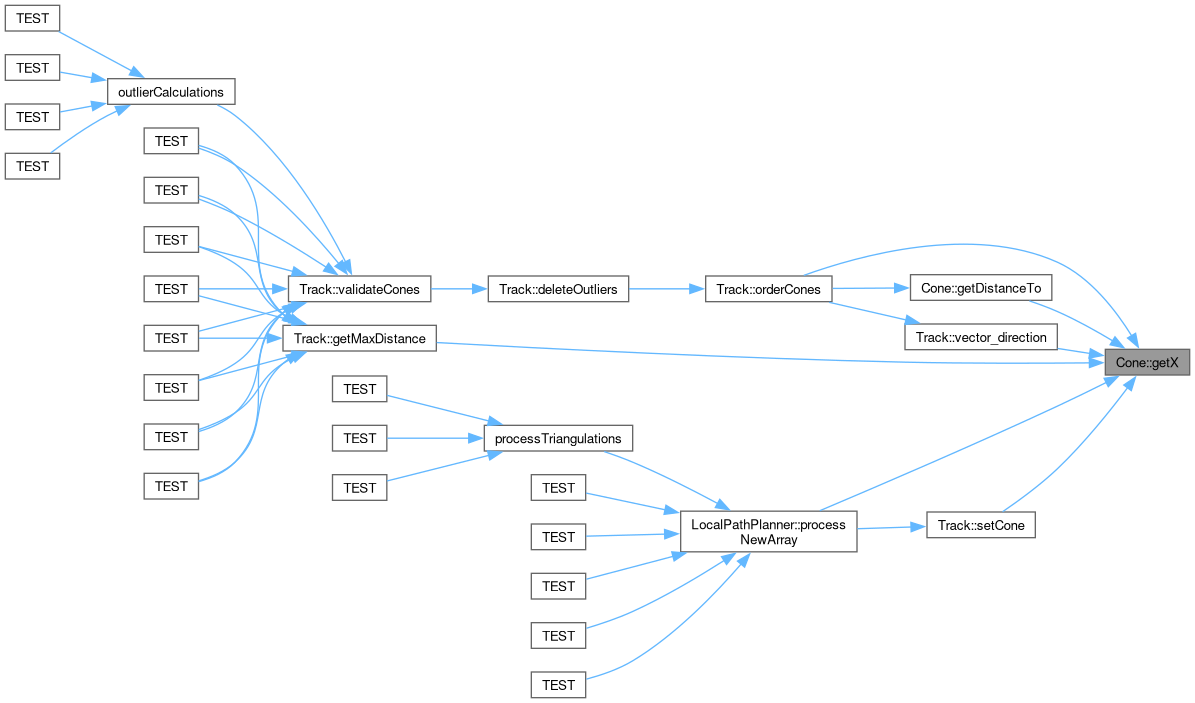 TEST
TEST
outlierCalculations
TEST
TEST
TEST
TEST
TEST
TEST
TEST
TEST
TEST
TEST
Track::validateCones
Track::getMaxDistance
Track::deleteOutliers
Track::orderCones
Cone::getDistanceTo
Track::vector_direction
Cone::getX
TEST
TEST
TEST
processTriangulations
TEST
TEST
TEST
TEST
TEST
LocalPathPlanner::process
NewArray
Track::setCone